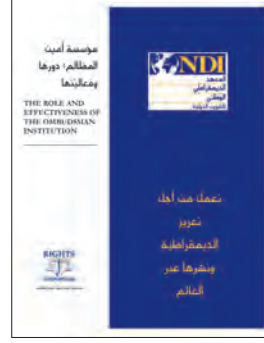 مؤسسة أمين
المظالم: دورها
وفعاليتها
THE ROLE AND
EFFECTIVENESS OF
THE OMBUDSMAN
INSTITUTION
RIGHTS
NDI
المعهد
الديمقراطي
الوطني
للشؤون الدولية
نعمل من أجل
تعزيز
الديمقراطية
ونشرها عبر
العالم